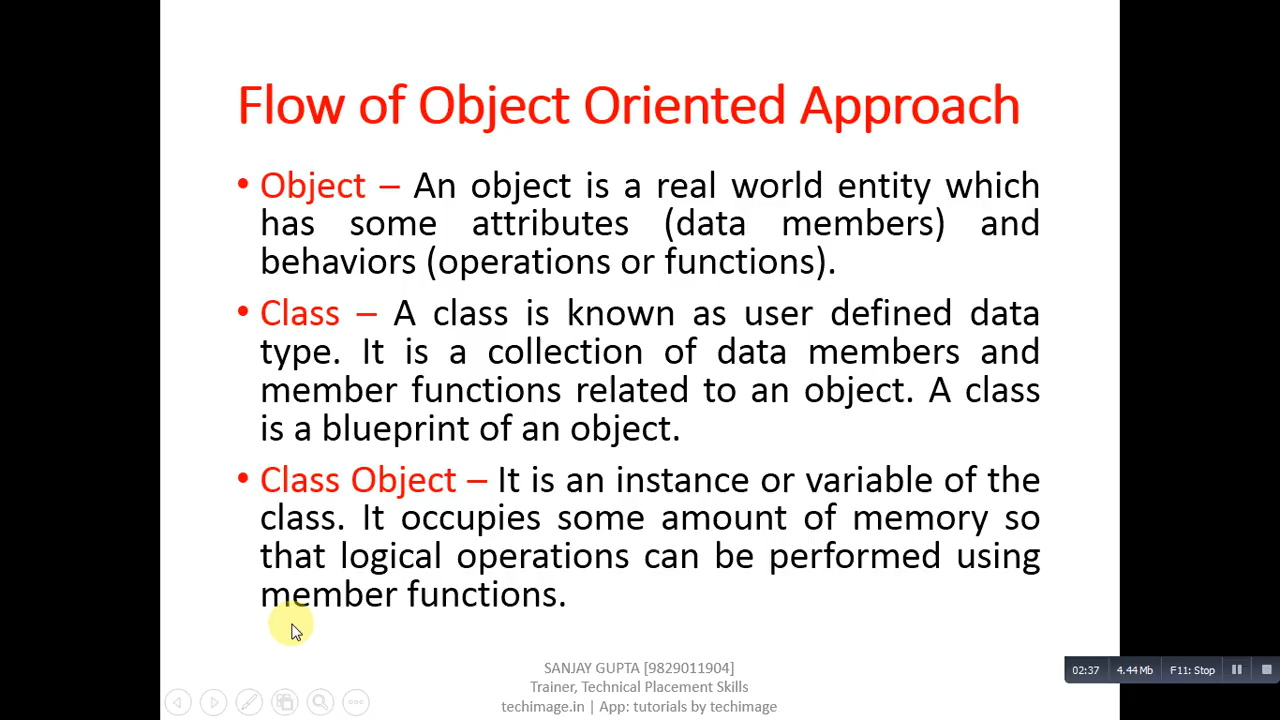 Flow of Object Oriented Approach
• Object – An object is a real world entity which
has some attributes (data members) and
behaviors (operations or functions).
• Class – A class is known as user defined data
type. It is a collection of data members and
member functions related to an object. A class
is a blueprint of an object.
• Class Object – It is an instance or variable of the
class. It occupies some amount of memory so
that logical operations can be performed using
member functions.
SANJAY GUPTA [9829011904]
Trainer, Technical Placement Skills
techimage.in | App: tutorials by techimage
02:37 4.44 Mb F11: Stop